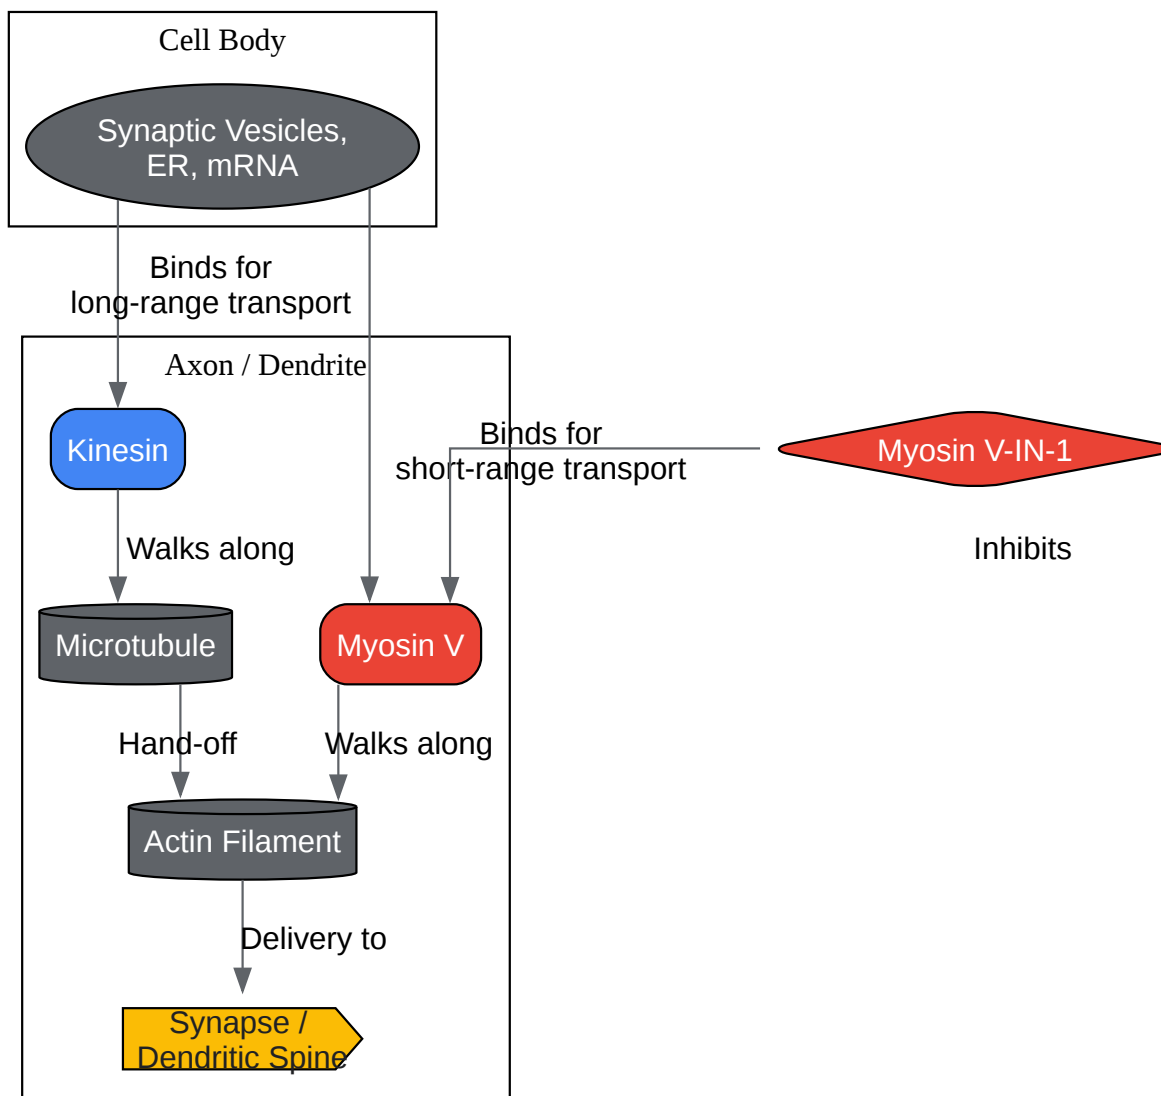 Cell Body
Synaptic Vesicles,
ER, mRNA
Binds for
long-range transport
Axon / Dendrite
Kinesin
Binds for
short-range transport
Myosin V-IN-1
Walks along
Inhibits
Microtubule
Myosin V
Hand-off
Walks along
Actin Filament
Delivery to
Synapse /
Dendritic Spine